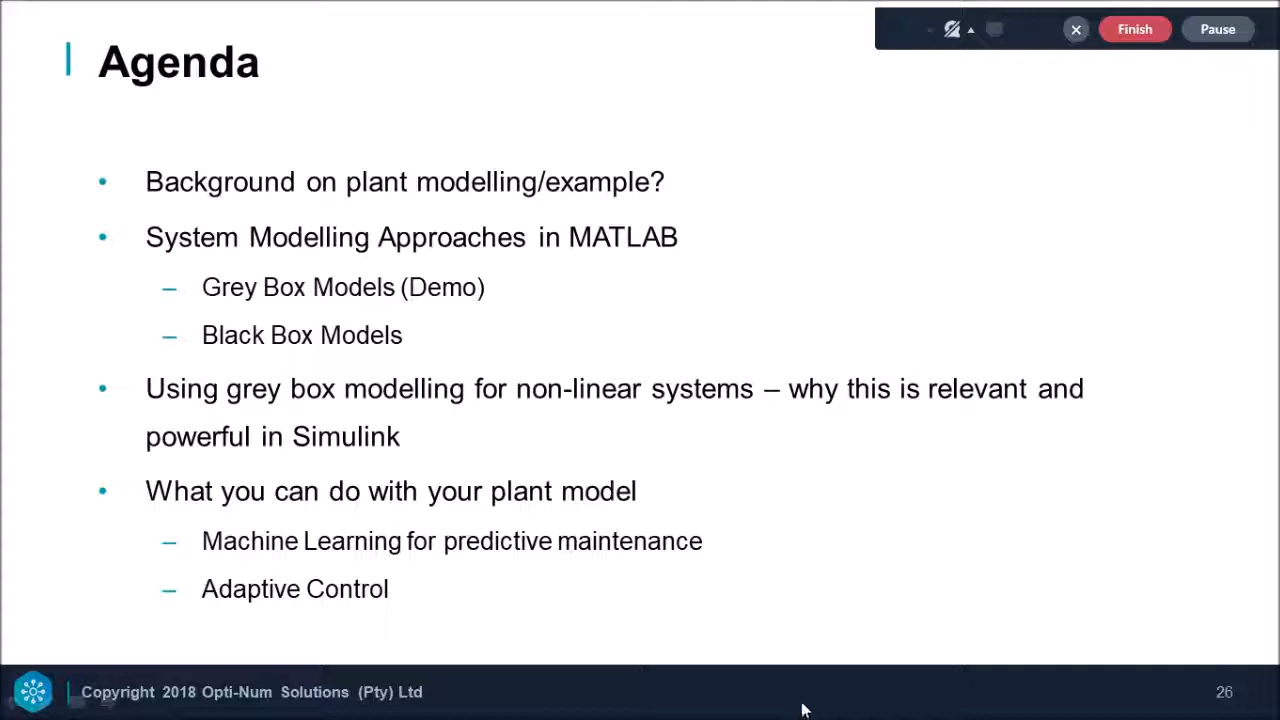 Agenda
Finish
Pause
• Background on plant modelling/example?
• System Modelling Approaches in MATLAB
– Grey Box Models (Demo)
– Black Box Models
• Using grey box modelling for non-linear systems – why this is relevant and
powerful in Simulink
• What you can do with your plant model
– Machine Learning for predictive maintenance
– Adaptive Control
Copyright 2018 Opti-Num Solutions (Pty) Ltd
26